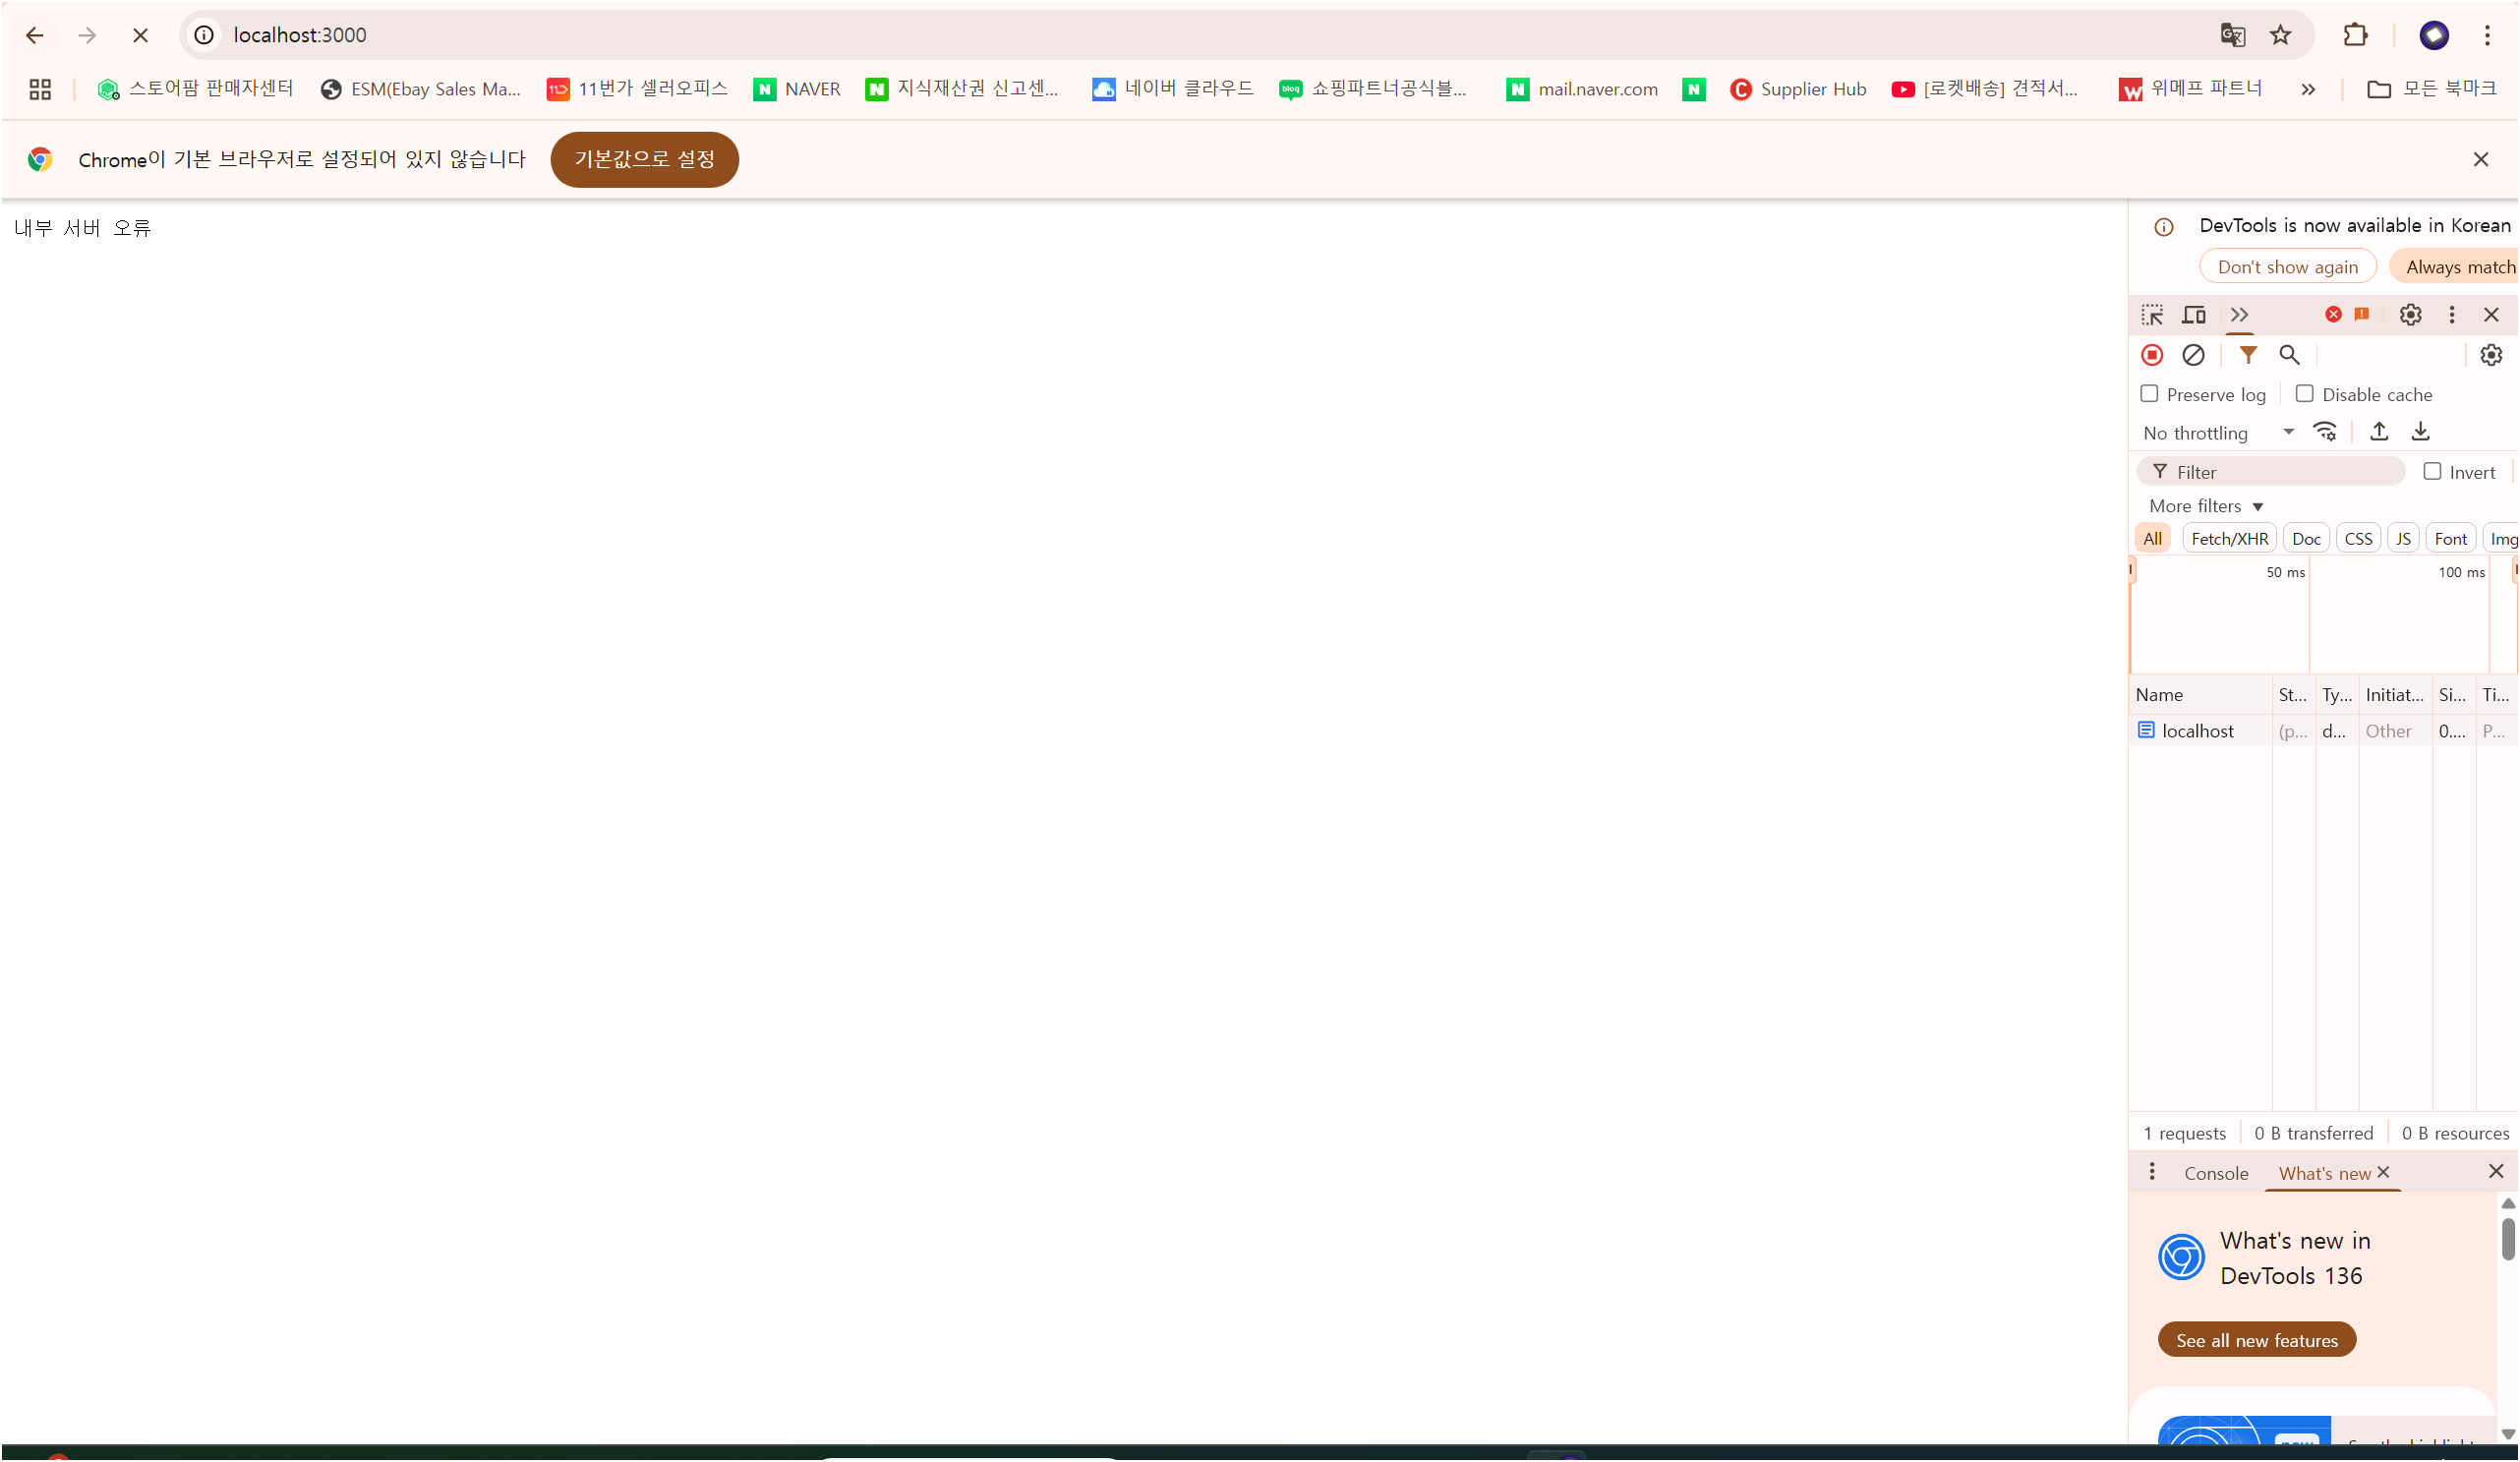 localhost:3000
스토어팜 판매자센터 ESM(Ebay Sales Ma... 11번가 셀러오피스 NAVER 지식재산권 신고센... 네이버 클라우드 blog 쇼핑파트너공식블... mail.naver.com Supplier Hub [로켓배송] 견적서... 위메프 파트너 모든 북마크
Chrome이 기본 브라우저로 설정되어 있지 않습니다 기본값으로 설정
내부 서버 오류
DevTools is now available in Korean
Don't show again Always match
Preserve log Disable cache
No throttling
Filter Invert
More filters
All Fetch/XHR Doc CSS JS Font Img
50 ms 100 ms
Name St... Ty... Initiat... Si... Ti...
localhost (p... d... Other 0.... P...
1 requests 0 B transferred 0 B resources
Console What's new
What's new in
DevTools 136
See all new features
new